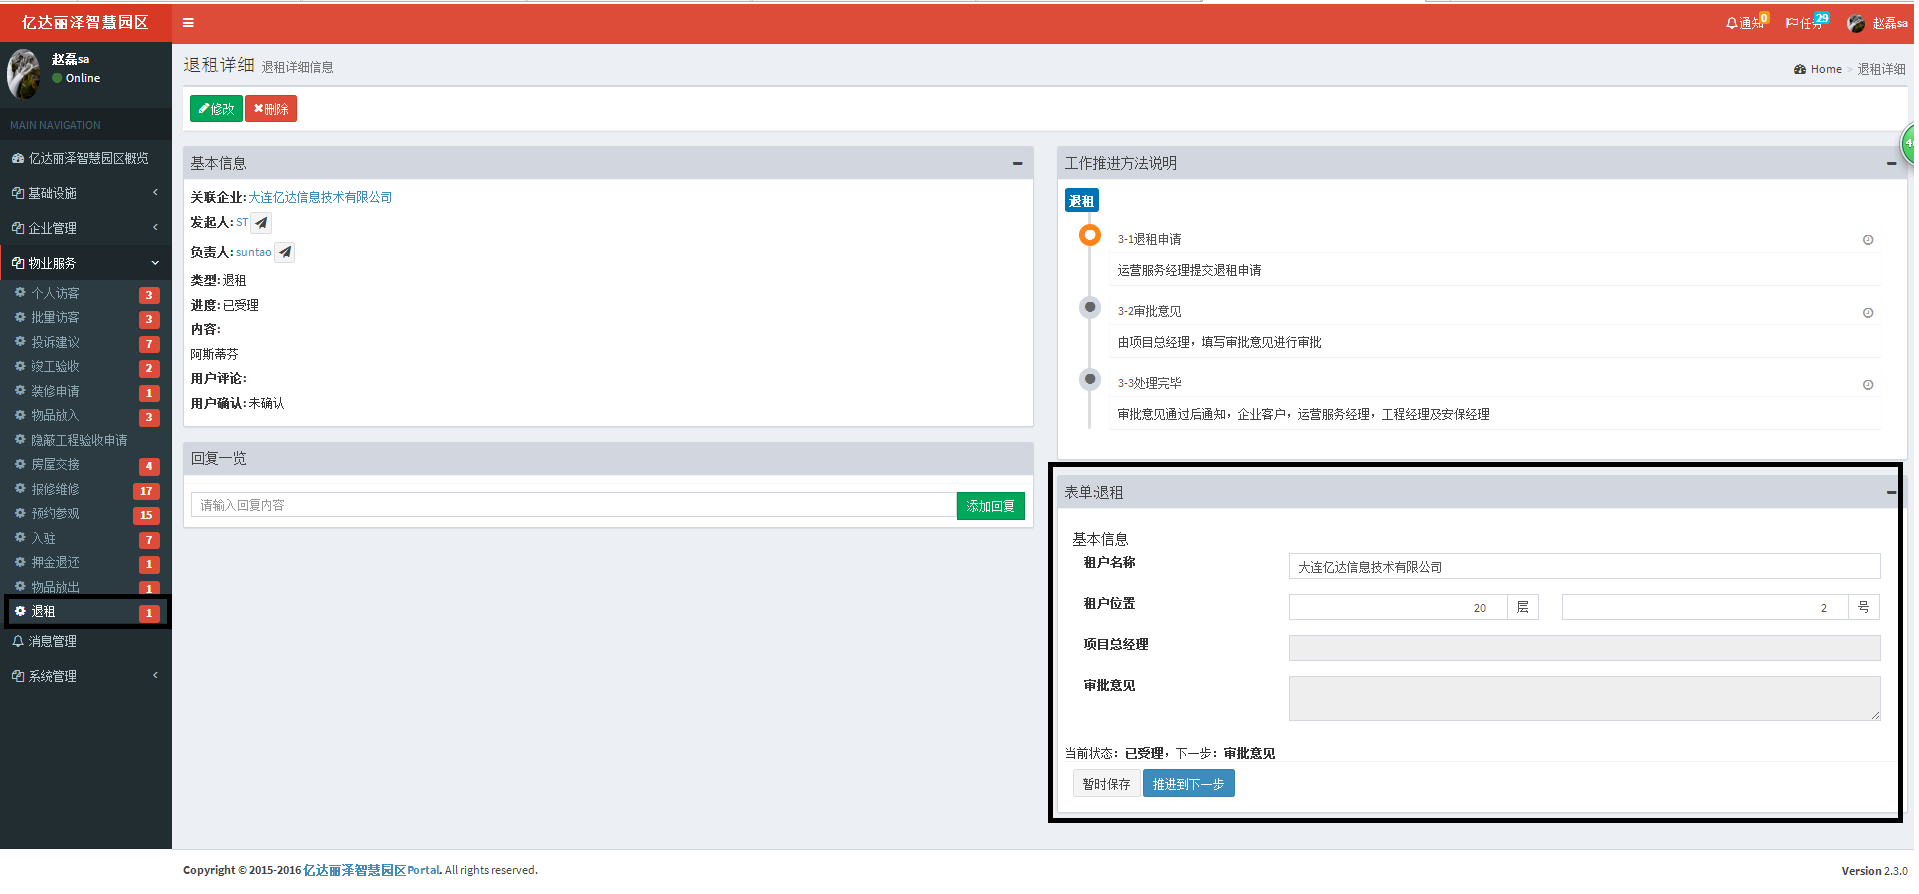 亿达丽泽智慧园区
通知 0
任务 29
赵磊sa
赵磊sa
Online
MAIN NAVIGATION
亿达丽泽智慧园区概览
基础设施
企业管理
物业服务
个人访客 3
批量访客 3
投诉建议 7
竣工验收 2
装修申请 1
物品放入 3
隐蔽工程验收申请
房屋交接 4
报修维修 17
预约参观 15
入驻 7
押金退还 1
物品放出 1
退租 1
消息管理
系统管理
退租详细 退租详细信息
Home > 退租详细
修改 删除
基本信息
关联企业: 大连亿达信息技术有限公司
发起人: ST
负责人: suntao
类型: 退租
进度: 已受理
内容:
阿斯蒂芬
用户评论:
用户确认: 未确认
回复一览
请输入回复内容 添加回复
工作推进方法说明
退租
3-1退租申请
运营服务经理提交退租申请
3-2审批意见
由项目总经理，填写审批意见进行审批
3-3处理完毕
审批意见通过后通知，企业客户，运营服务经理，工程经理及安保经理
表单:退租
基本信息
租户名称 大连亿达信息技术有限公司
租户位置 20 层 2 号
项目总经理
审批意见
当前状态：已受理，下一步：审批意见
暂时保存 推进到下一步
Copyright © 2015-2016 亿达丽泽智慧园区Portal. All rights reserved.
Version 2.3.0